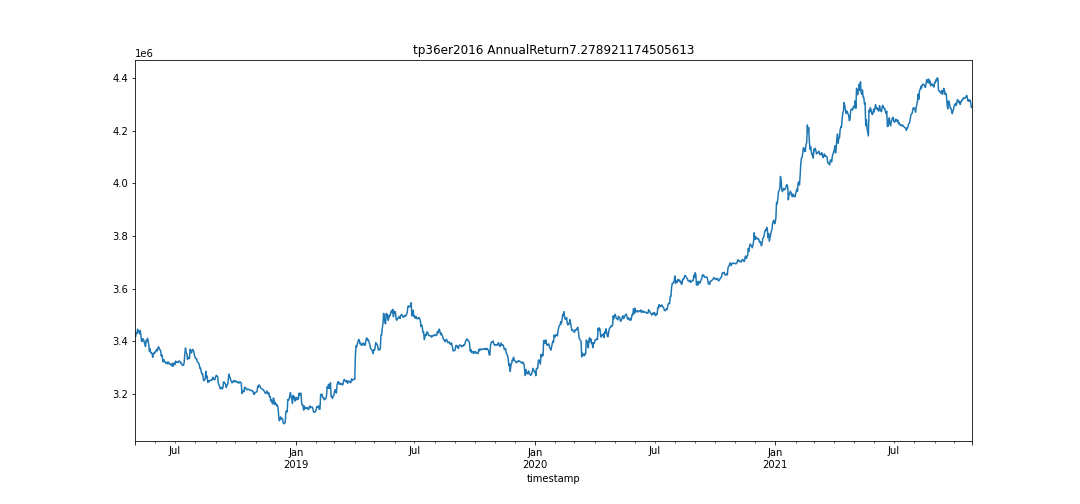 tp36er2016 AnnualReturn7.278921174505613
1e6
4.4
4.2
4.0
3.8
3.6
3.4
3.2
Jul
Jan
2019
Jul
Jan
2020
Jul
Jan
2021
Jul
timestamp